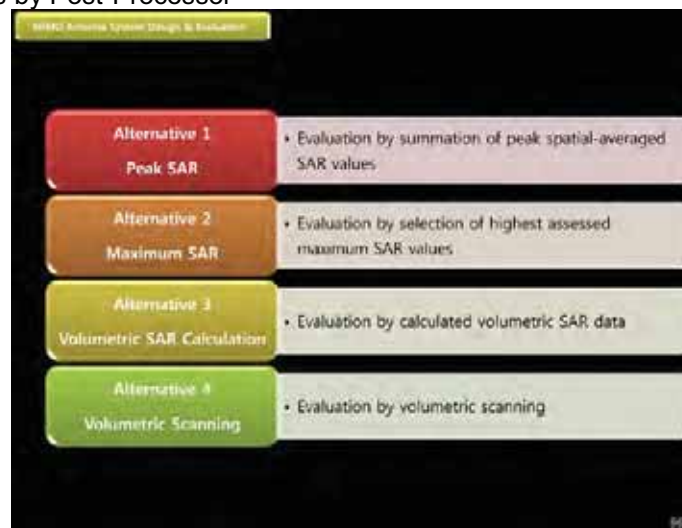 by Post-Processor
MIMO Antenna System Design & Evaluation
Alternative 1
Peak SAR
• Evaluation by summation of peak spatial-averaged
SAR values
Alternative 2
Maximum SAR
• Evaluation by selection of highest assessed
maximum SAR values
Alternative 3
Volumetric SAR Calculation
• Evaluation by calculated volumetric SAR data
Alternative 4
Volumetric Scanning
• Evaluation by volumetric scanning